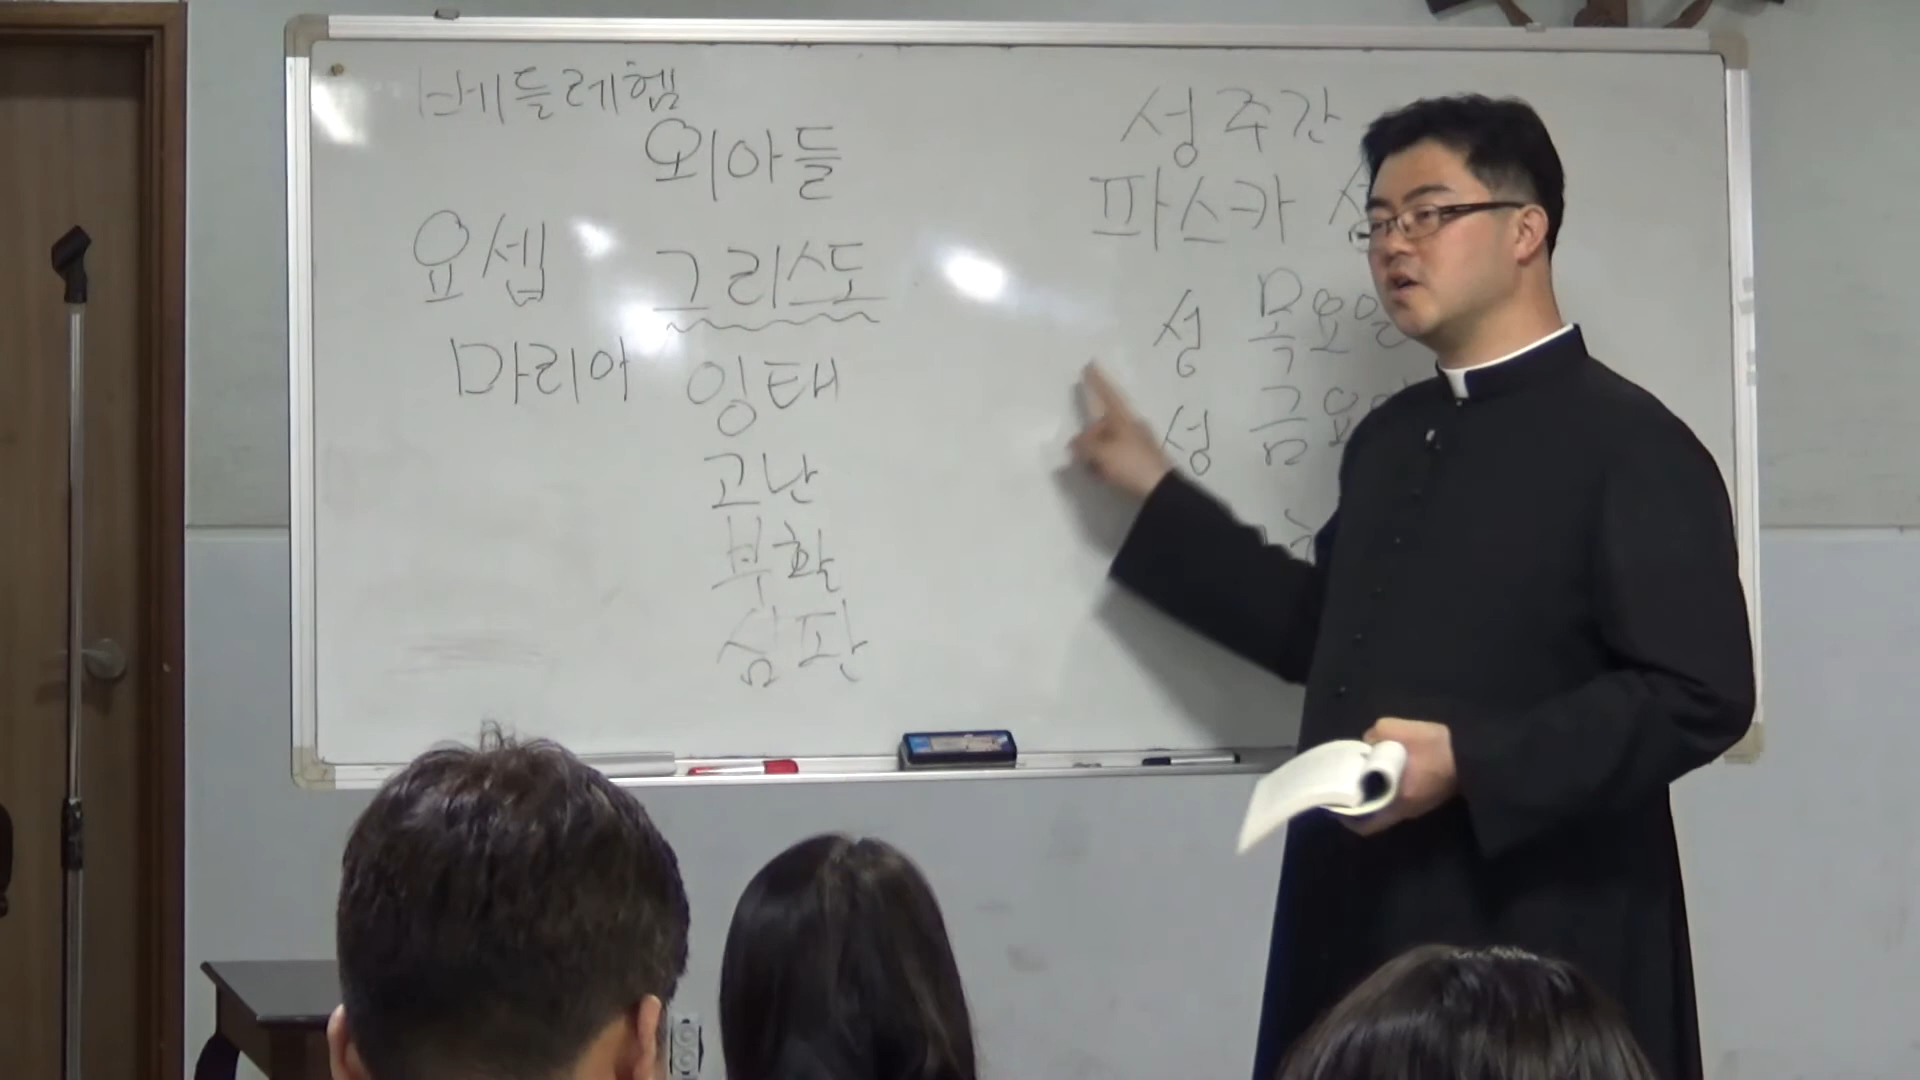 베들레헴
외아들
요셉 그리스도
마리아 잉태
고난
부활
심판
성주간
파스카 성
성 목요일
성 금요